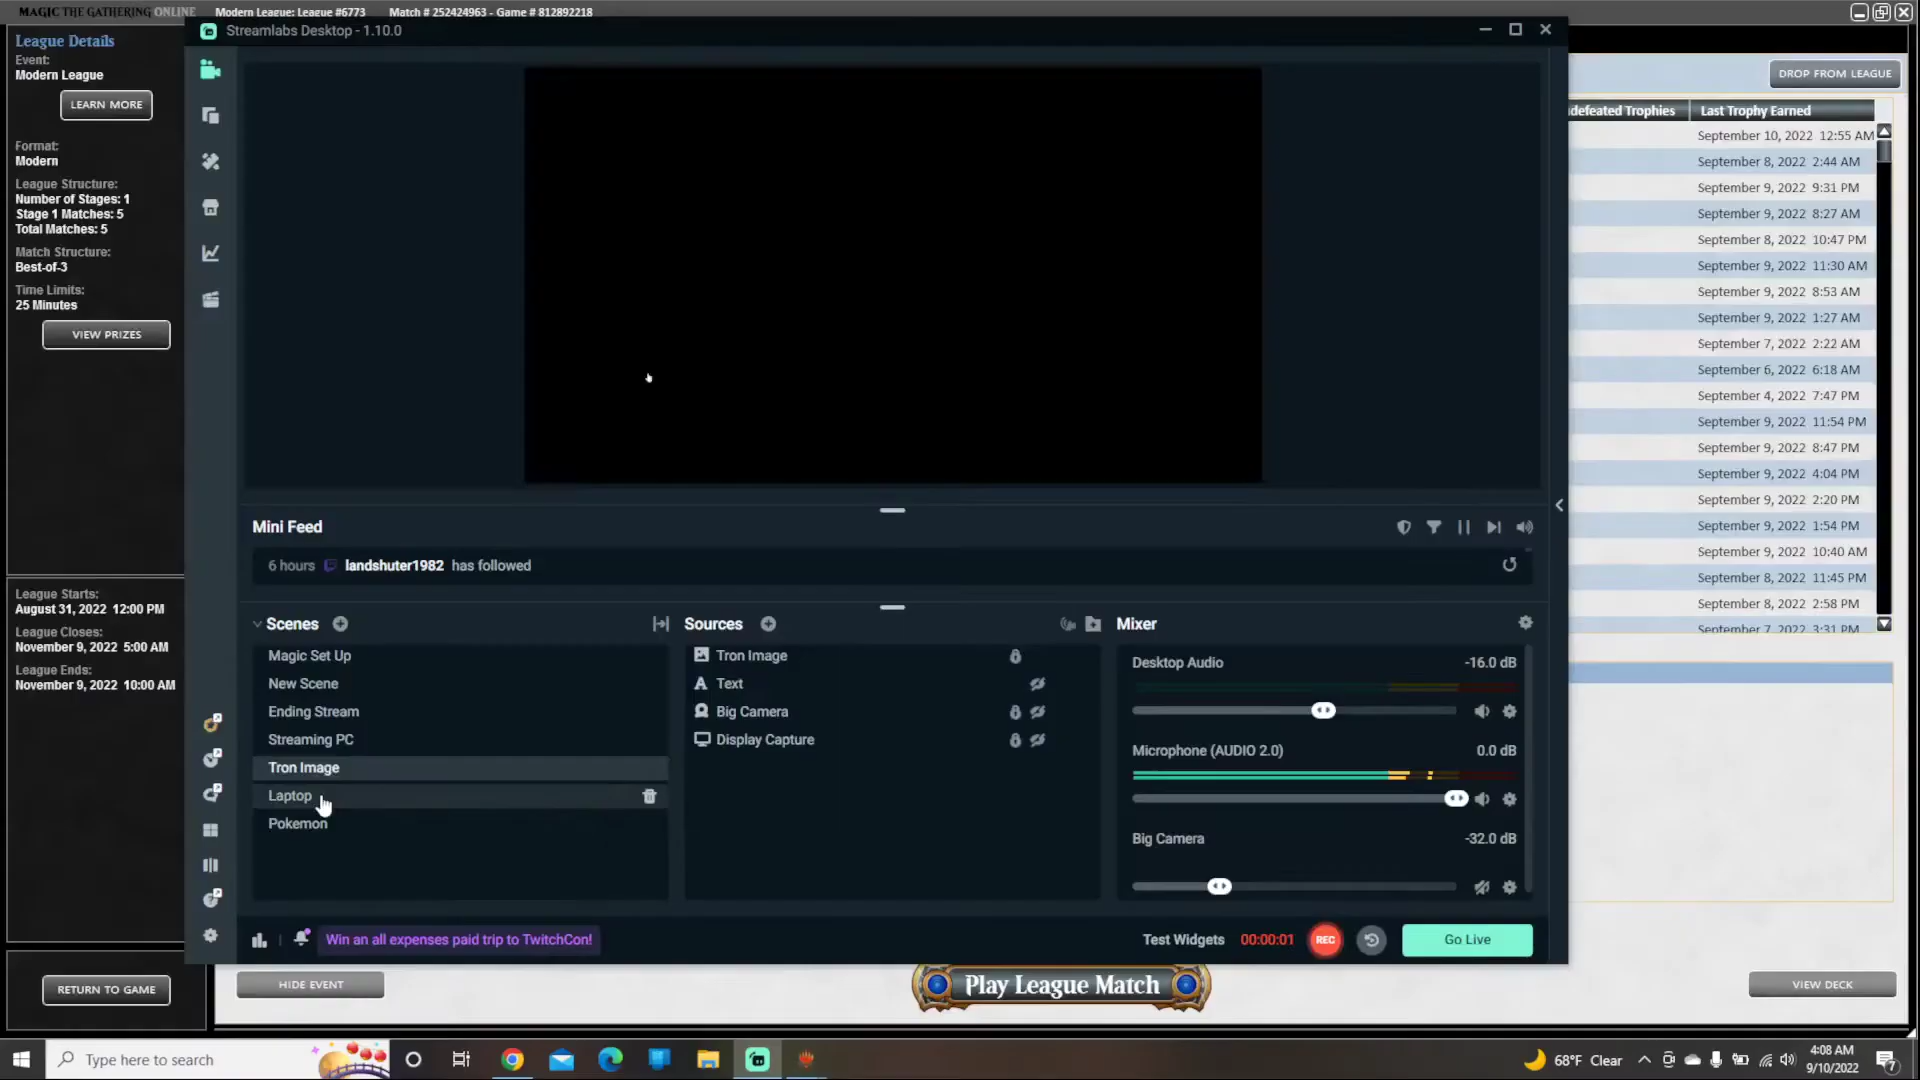 MAGIC THE GATHERING ONLINE Modern League: League #6773 Match # 252424963 - Game # 812892218
Streamlabs Desktop - 1.10.0
League Details
Event:
Modern League
LEARN MORE
Format:
Modern
League Structure:
Number of Stages: 1
Stage 1 Matches: 5
Total Matches: 5
Match Structure:
Best-of-3
Time Limits:
25 Minutes
VIEW PRIZES
League Starts:
August 31, 2022 12:00 PM
League Closes:
November 9, 2022 5:00 AM
League Ends:
November 9, 2022 10:00 AM
RETURN TO GAME
Mini Feed
6 hours landshuter1982 has followed
Scenes
Magic Set Up
New Scene
Ending Stream
Streaming PC
Tron Image
Laptop
Pokemon
Sources
Tron Image
Text
Big Camera
Display Capture
Mixer
Desktop Audio -16.0 dB
Microphone (AUDIO 2.0) 0.0 dB
Big Camera -32.0 dB
Win an all expenses paid trip to TwitchCon!
Test Widgets 00:00:01 REC Go Live
DROP FROM LEAGUE
defeated Trophies Last Trophy Earned
September 10, 2022 12:55 AM
September 8, 2022 2:44 AM
September 9, 2022 9:31 PM
September 9, 2022 8:27 AM
September 8, 2022 10:47 PM
September 9, 2022 11:30 AM
September 9, 2022 8:53 AM
September 9, 2022 1:27 AM
September 7, 2022 2:22 AM
September 6, 2022 6:18 AM
September 4, 2022 7:47 PM
September 9, 2022 11:54 PM
September 9, 2022 8:47 PM
September 9, 2022 4:04 PM
September 9, 2022 2:20 PM
September 9, 2022 1:54 PM
September 9, 2022 10:40 AM
September 8, 2022 11:45 PM
September 8, 2022 2:58 PM
September 7, 2022 3:31 PM
HIDE EVENT
Play League Match
VIEW DECK
Type here to search
68°F Clear
4:08 AM
9/10/2022
7